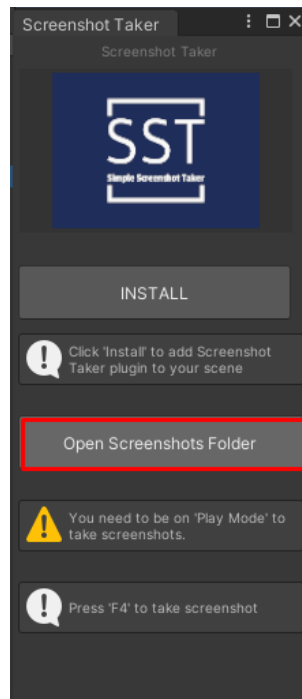 Screenshot Taker
Screenshot Taker
SST
Simple Screenshot Taker
INSTALL
Click 'Install' to add Screenshot
Taker plugin to your scene
Open Screenshots Folder
You need to be on 'Play Mode' to
take screenshots.
Press 'F4' to take screenshot